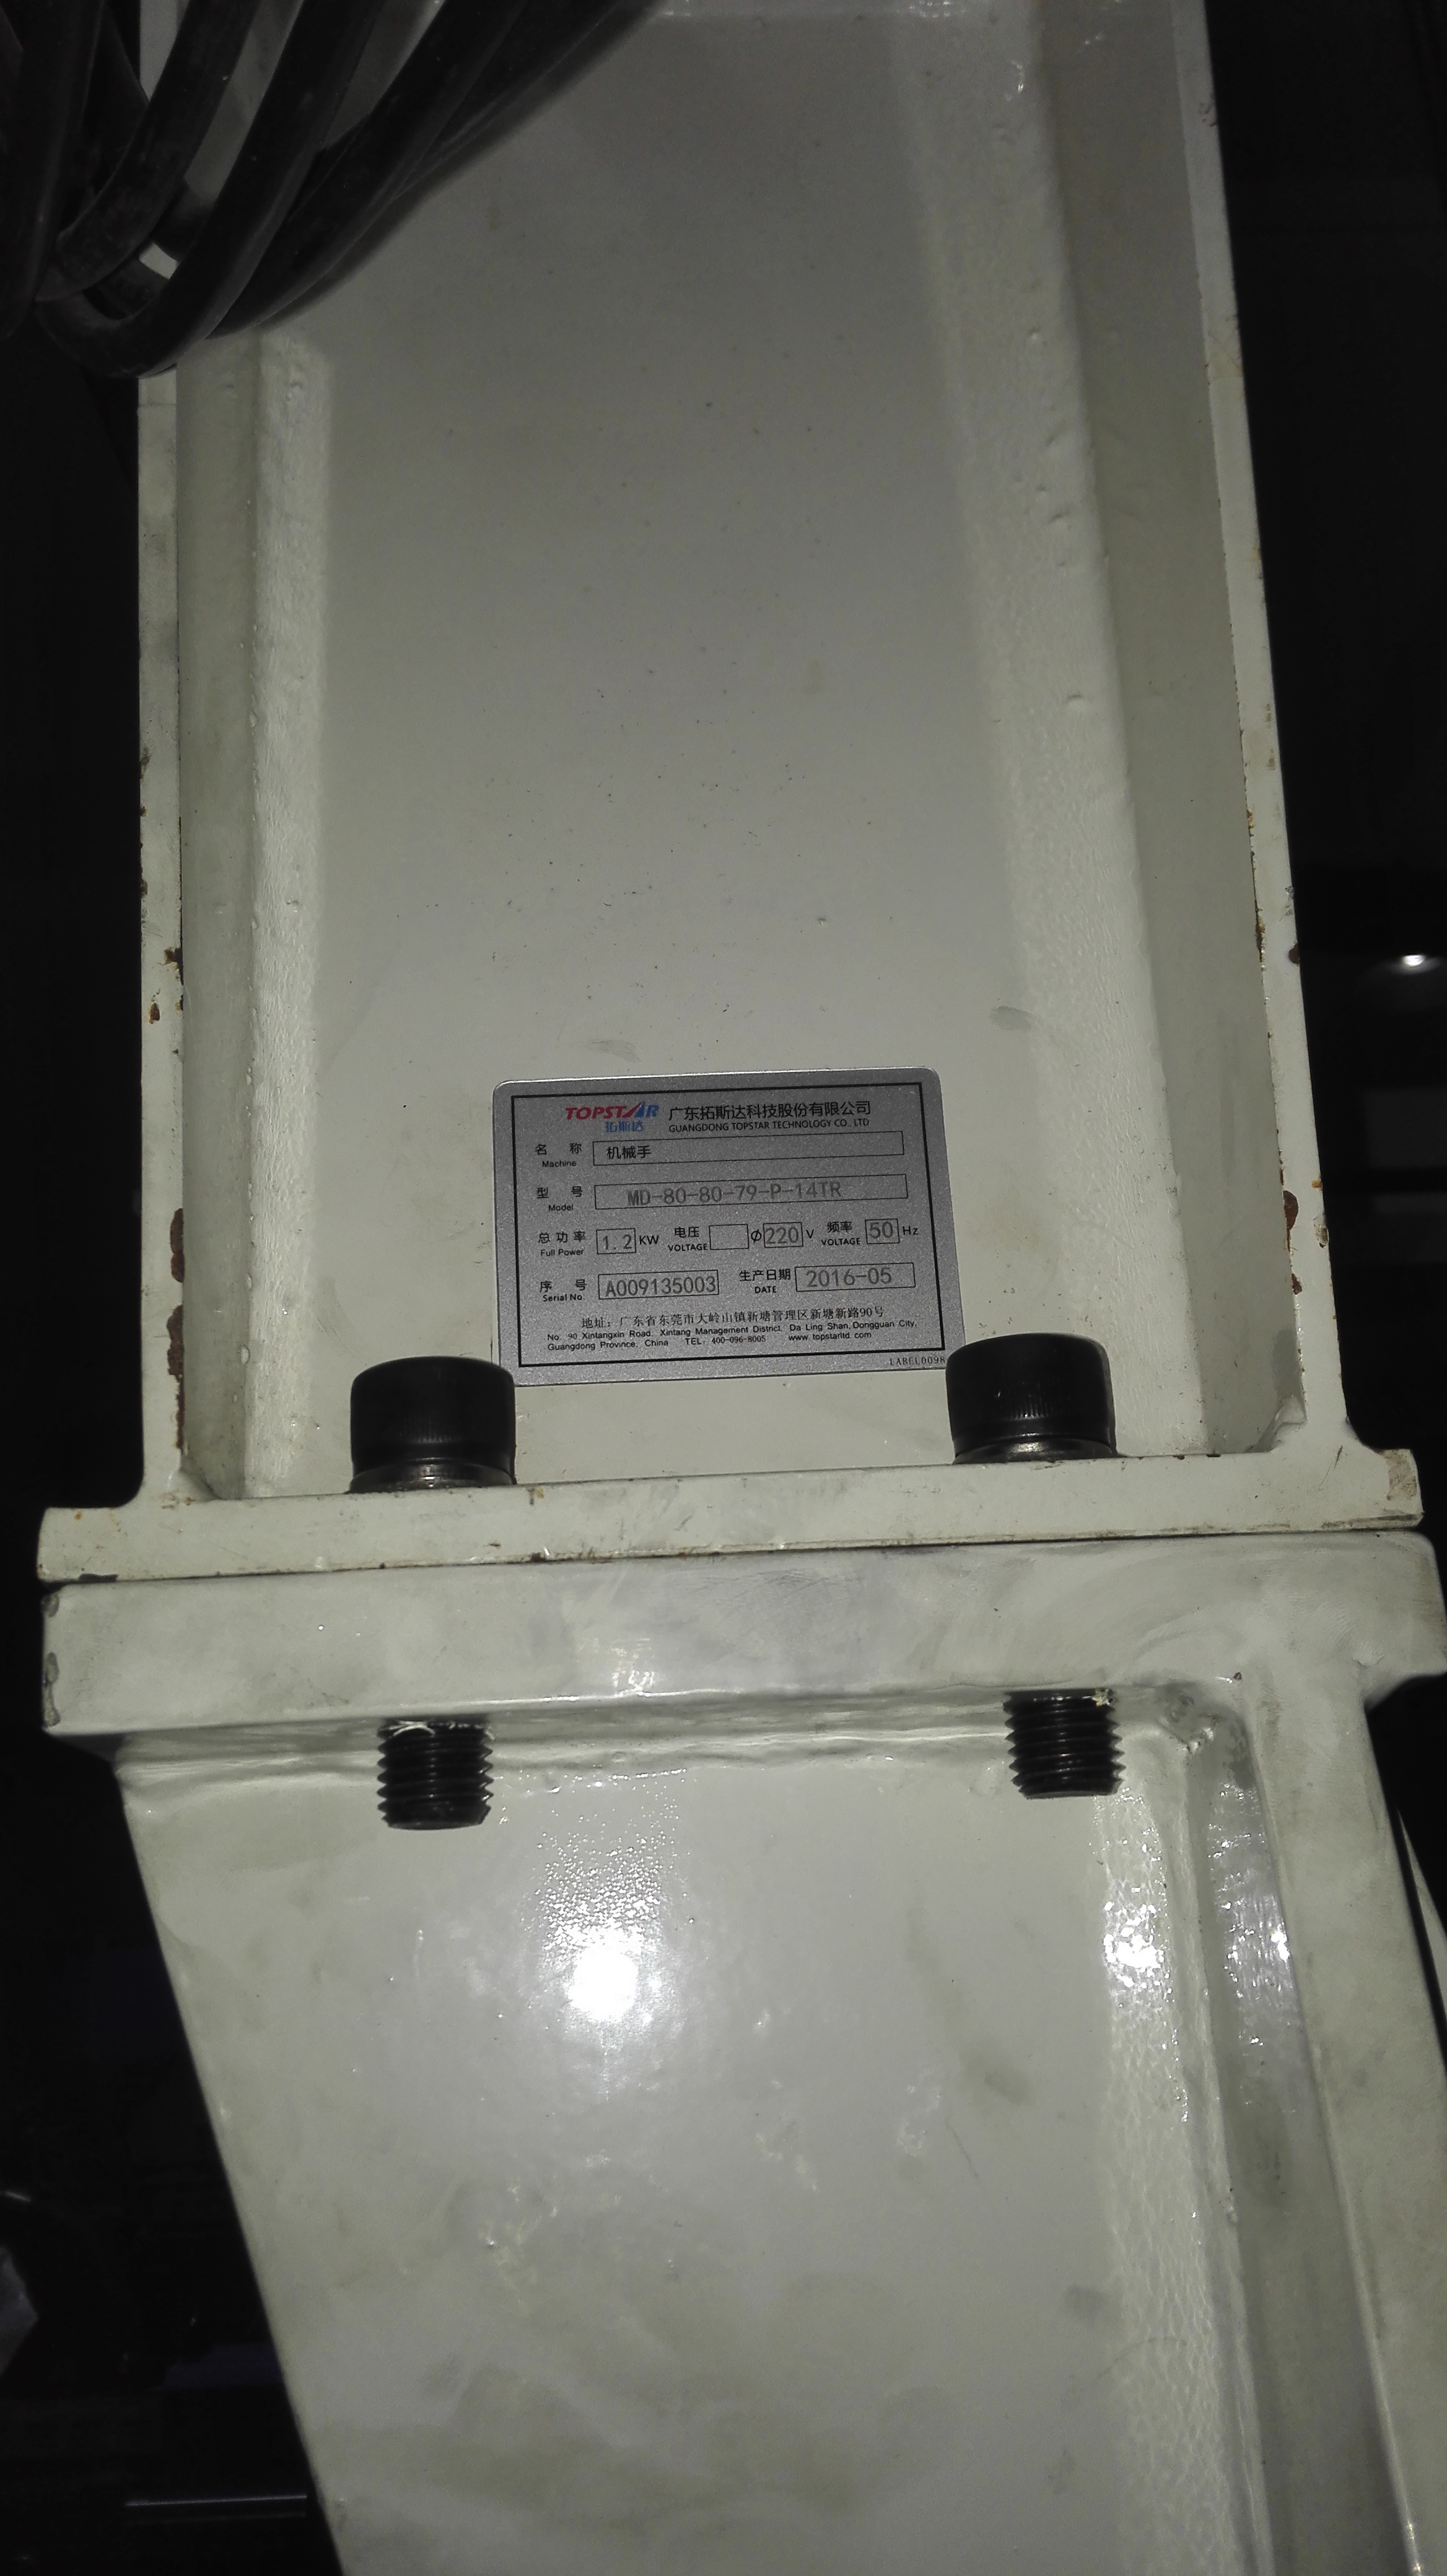 TOPSTAR 广东拓斯达科技股份有限公司
拓斯达 GUANGDONG TOPSTAR TECHNOLOGY CO., LTD
名 称 机械手
Machine
型 号 MD-80-80-79-P-14TR
Model
总功率 1.2 KW 电压 Φ 220 V 频率 50 Hz
Full Power VOLTAGE VOLTAGE
序 号 A009135003 生产日期 2016-05
Serial No. DATE
地址：广东省东莞市大岭山镇新塘管理区新塘新路90号
No. 90 Xintangxin Road, Xintang Management District, Da Ling Shan, Dongguan City,
Guangdong Province, China TEL: 400-096-8005 www.topstarltd.com
LABEL0098